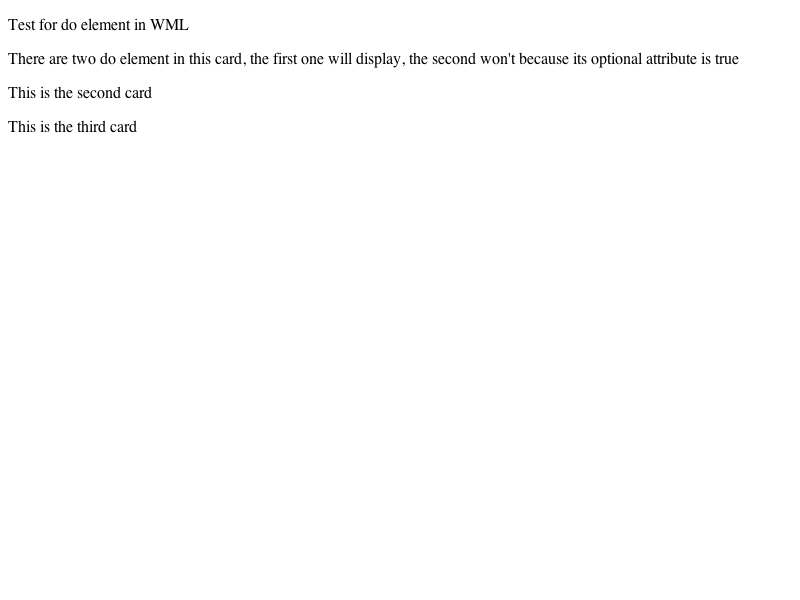 Test for do element in WML
There are two do element in this card, the first one will display, the second won't because its optional attribute is true
This is the second card
This is the third card